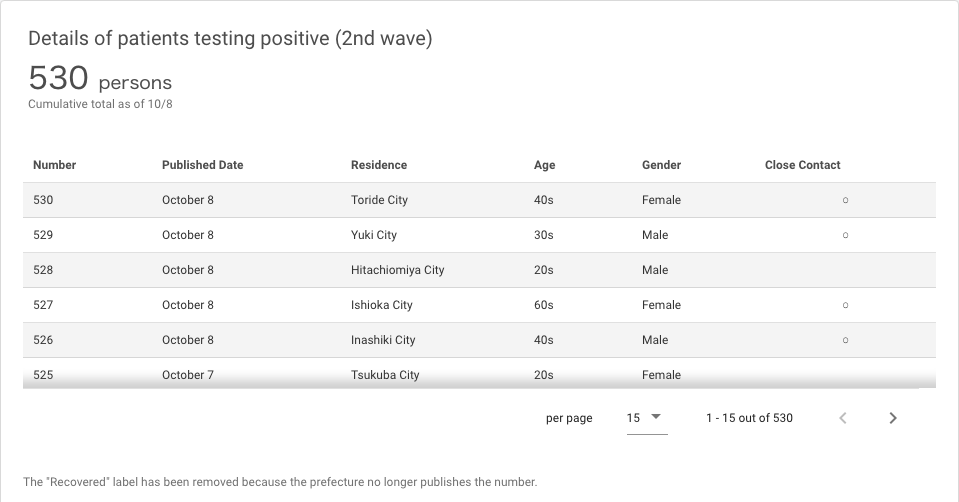 Details of patients testing positive (2nd wave)
530 persons
Cumulative total as of 10/8
Number Published Date Residence Age Gender Close Contact
530 October 8 Toride City 40s Female ○
529 October 8 Yuki City 30s Male ○
528 October 8 Hitachiomiya City 20s Male
527 October 8 Ishioka City 60s Female ○
526 October 8 Inashiki City 40s Male ○
525 October 7 Tsukuba City 20s Female
per page 15 1 - 15 out of 530
The "Recovered" label has been removed because the prefecture no longer publishes the number.